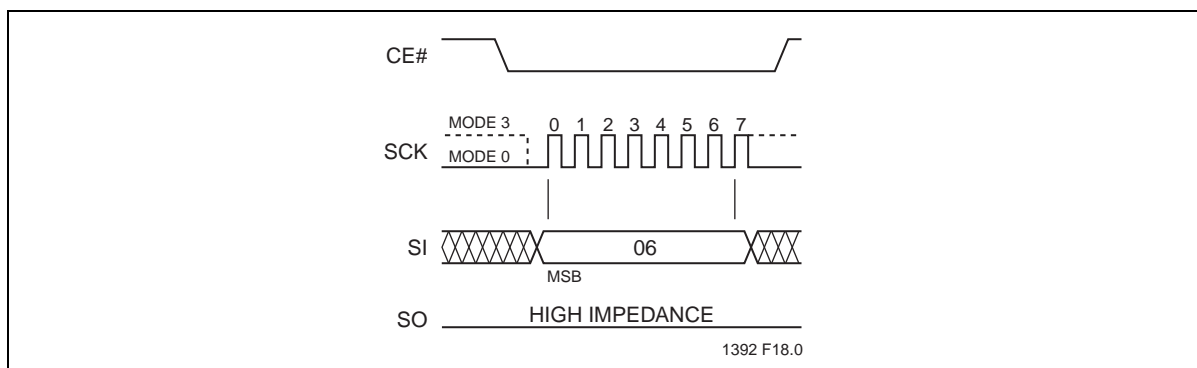 CE#
MODE 3
0 1 2 3 4 5 6 7
SCK
MODE 0
SI
06
MSB
SO
HIGH IMPEDANCE
1392 F18.0